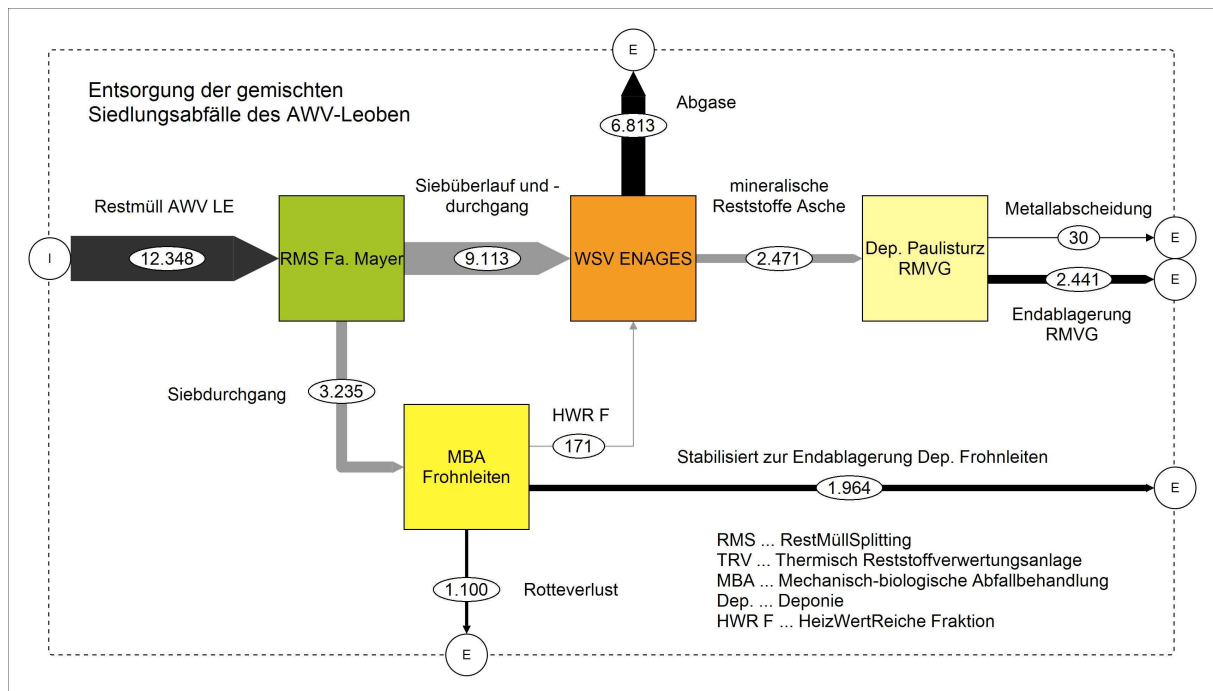 E
Entsorgung der gemischten
Siedlungsabfälle des AWV-Leoben
Abgase
6.813
Siebüberlauf und -
durchgang
mineralische
Reststoffe Asche
Restmüll AWV LE
Metallabscheidung
I
12.348
RMS Fa. Mayer
9.113
WSV ENAGES
2.471
Dep. Paulisturz
RMVG
30
E
2.441
E
Endablagerung
RMVG
Siebdurchgang
3.235
HWR F
171
MBA
Frohnleiten
Stabilisiert zur Endablagerung Dep. Frohnleiten
1.964
E
1.100
Rotteverlust
E
RMS ... RestMüllSplitting
TRV ... Thermisch Reststoffverwertungsanlage
MBA ... Mechanisch-biologische Abfallbehandlung
Dep. ... Deponie
HWR F ... HeizWertReiche Fraktion